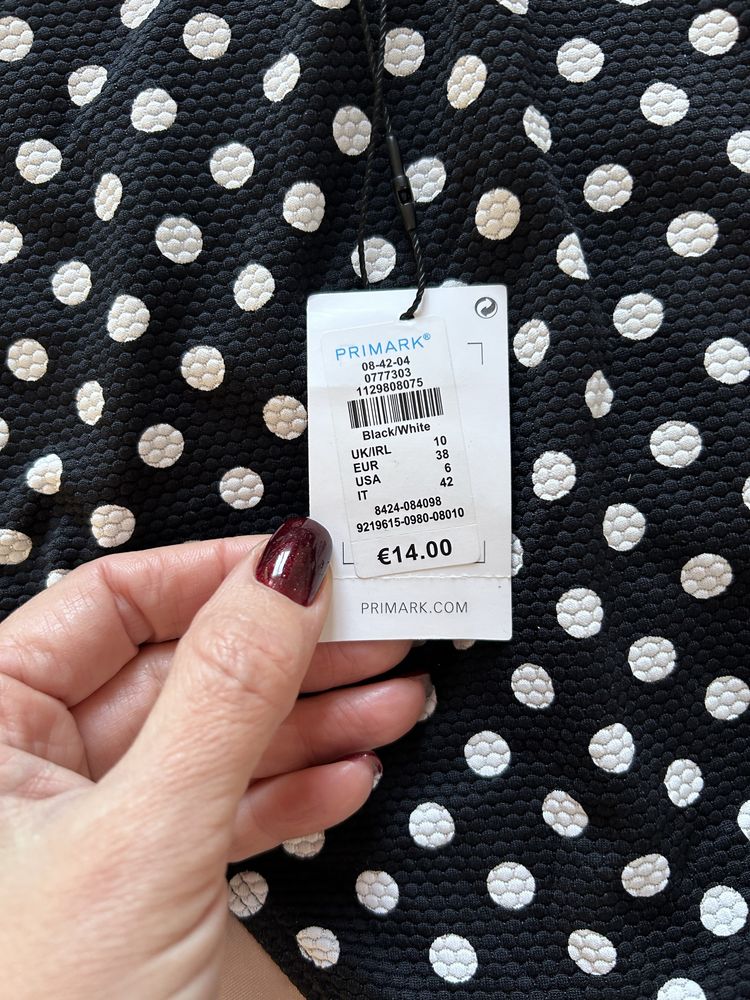 PRIMARK®
08-42-04
0777303
1129808075
Black/White
UK/IRL 10
EUR 38
USA 6
IT 42
8424-084098
9219615-0980-08010
€14.00
PRIMARK.COM